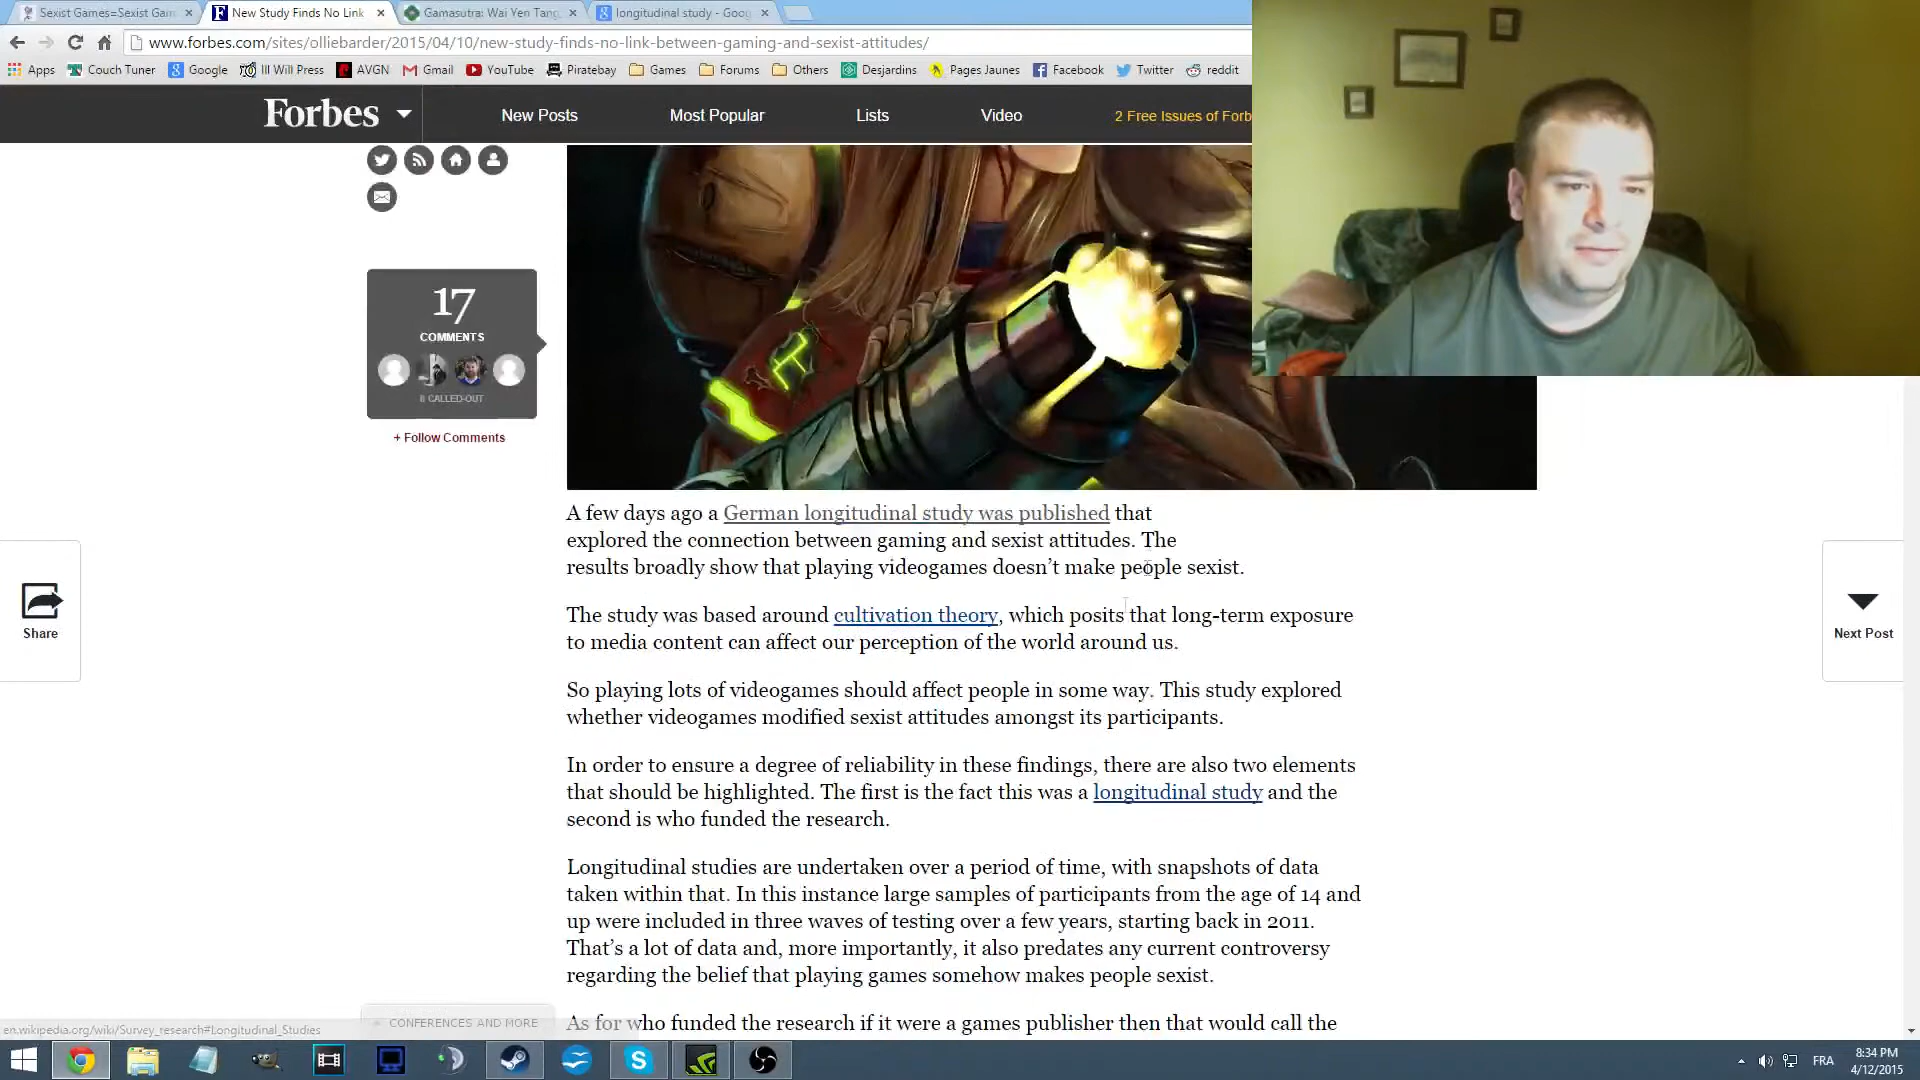 Sexist Games=Sexist Gam
New Study Finds No Link
Gamasutra: Wai Yen Tang
longitudinal study - Goo
www.forbes.com/sites/olliebarder/2015/04/10/new-study-finds-no-link-between-gaming-and-sexist-attitudes/
Apps
Couch Tuner
Google
Ill Will Press
AVGN
Gmail
YouTube
Piratebay
Games
Forums
Others
Desjardins
Pages Jaunes
Facebook
Twitter
reddit
Forbes
New Posts
Most Popular
Lists
Video
2 Free Issues of Forb
17
COMMENTS
8 CALLED-OUT
+ Follow Comments
A few days ago a German longitudinal study was published that
explored the connection between gaming and sexist attitudes. The
results broadly show that playing videogames doesn't make people sexist.
The study was based around cultivation theory, which posits that long-term exposure
to media content can affect our perception of the world around us.
So playing lots of videogames should affect people in some way. This study explored
whether videogames modified sexist attitudes amongst its participants.
In order to ensure a degree of reliability in these findings, there are also two elements
that should be highlighted. The first is the fact this was a longitudinal study and the
second is who funded the research.
Longitudinal studies are undertaken over a period of time, with snapshots of data
taken within that. In this instance large samples of participants from the age of 14 and
up were included in three waves of testing over a few years, starting back in 2011.
That's a lot of data and, more importantly, it also predates any current controversy
regarding the belief that playing games somehow makes people sexist.
As for who funded the research if it were a games publisher then that would call the
Share
Next Post
CONFERENCES AND MORE
en.wikipedia.org/wiki/Survey_research#Longitudinal_Studies
FRA
8:34 PM
4/12/2015